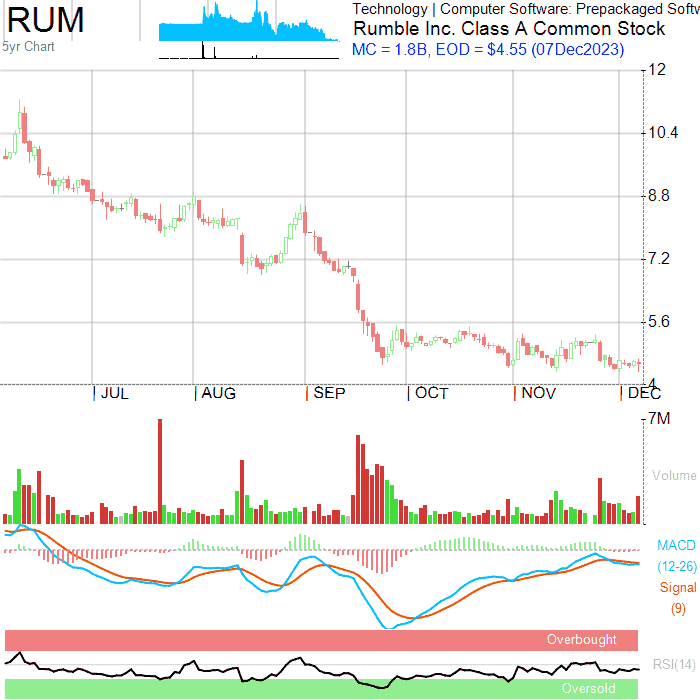 RUM
5yr Chart
Technology | Computer Software: Prepackaged Softw
Rumble Inc. Class A Common Stock
MC = 1.8B, EOD = $4.55 (07Dec2023)
12
10.4
8.8
7.2
5.6
4
JUL
AUG
SEP
OCT
NOV
DEC
7M
Volume
MACD
(12-26)
Signal
(9)
Overbought
RSI(14)
Oversold